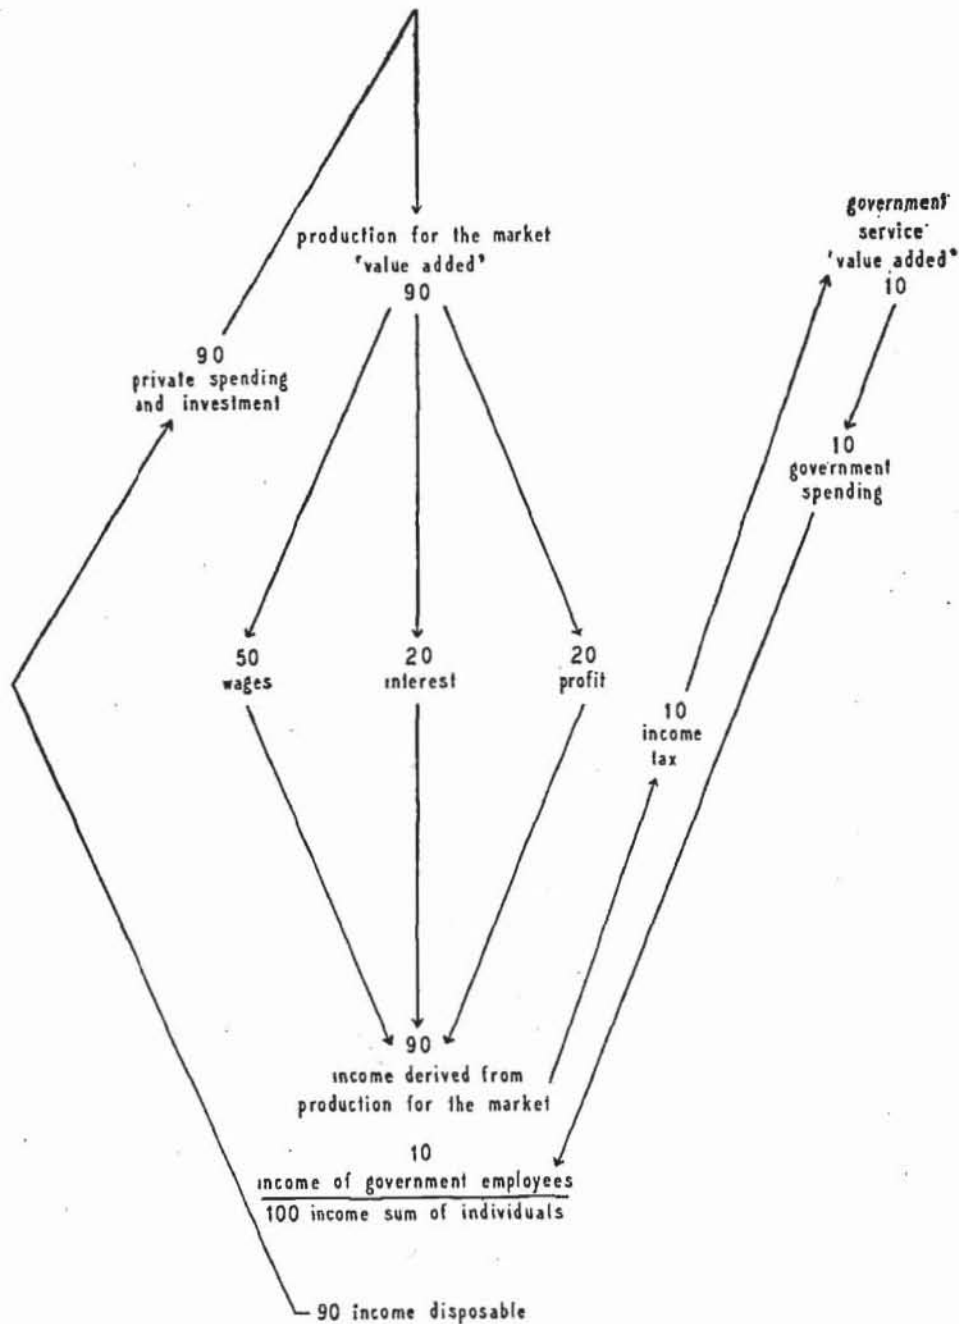 production for the market
'value added'
90
government
service
'value added'
10
90
private spending
and investment
10
government
spending
50
wages
20
interest
20
profit
10
income
tax
90
income derived from
production for the market
10
income of government employees
100 income sum of individuals
90 income disposable